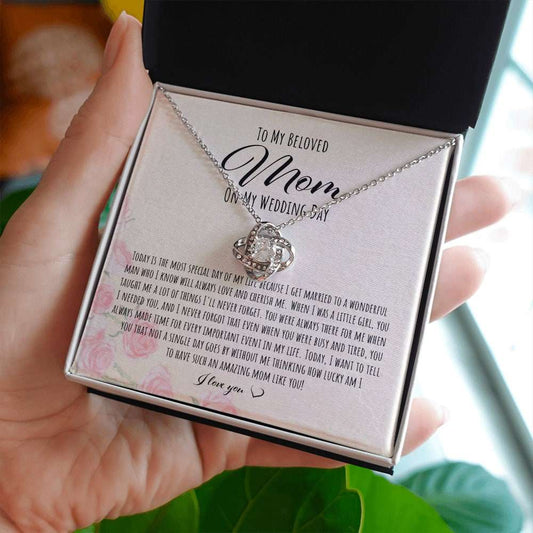 To My Beloved
Mom
On My Wedding Day
Today is the most special day of my life because I get married to a wonderful
man who I know will always love and cherish me. When I was a little girl, you
taught me a lot of things I'll never forget. You were always there for me when
I needed you, and I never forgot that even when you were busy and tired, you
always made time for every important event in my life. Today, I want to tell
you that not a single day goes by without me thinking how lucky am I
to have such an amazing mom like you!
I love you